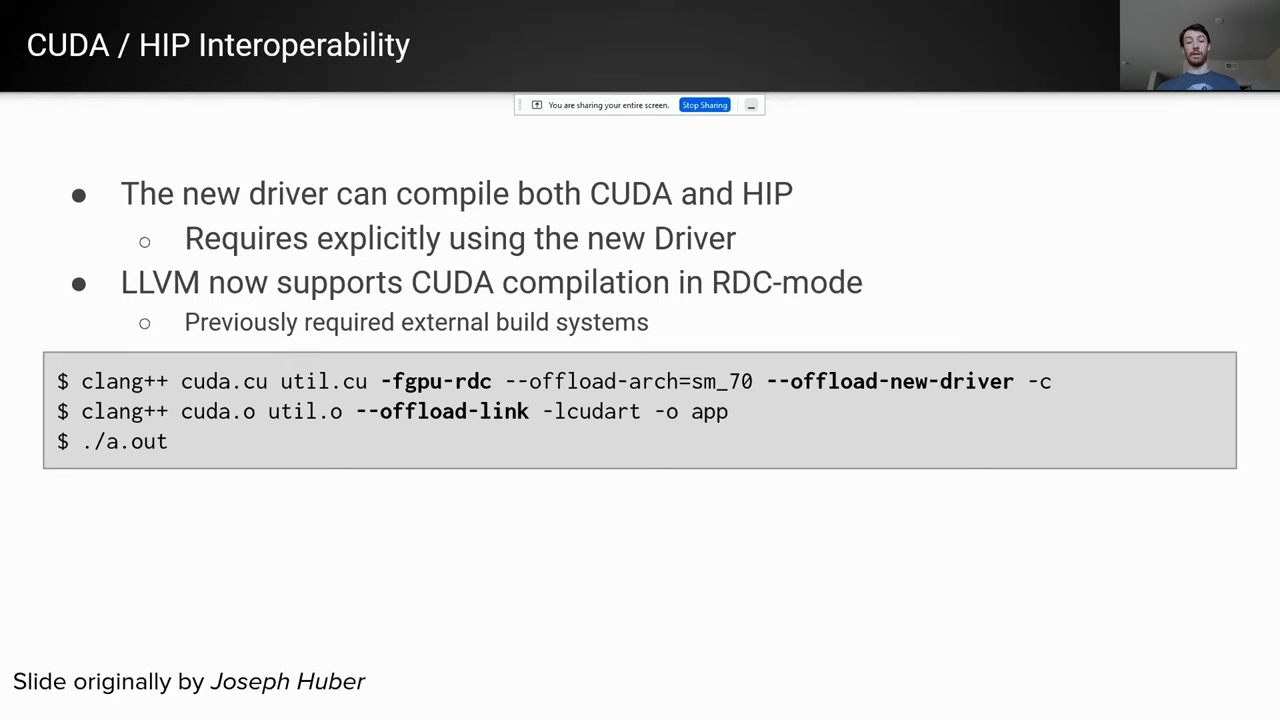 CUDA / HIP Interoperability
You are sharing your entire screen. Stop Sharing
● The new driver can compile both CUDA and HIP
○ Requires explicitly using the new Driver
● LLVM now supports CUDA compilation in RDC-mode
○ Previously required external build systems
$ clang++ cuda.cu util.cu -fgpu-rdc --offload-arch=sm_70 --offload-new-driver -c
$ clang++ cuda.o util.o --offload-link -lcudart -o app
$ ./a.out
Slide originally by Joseph Huber